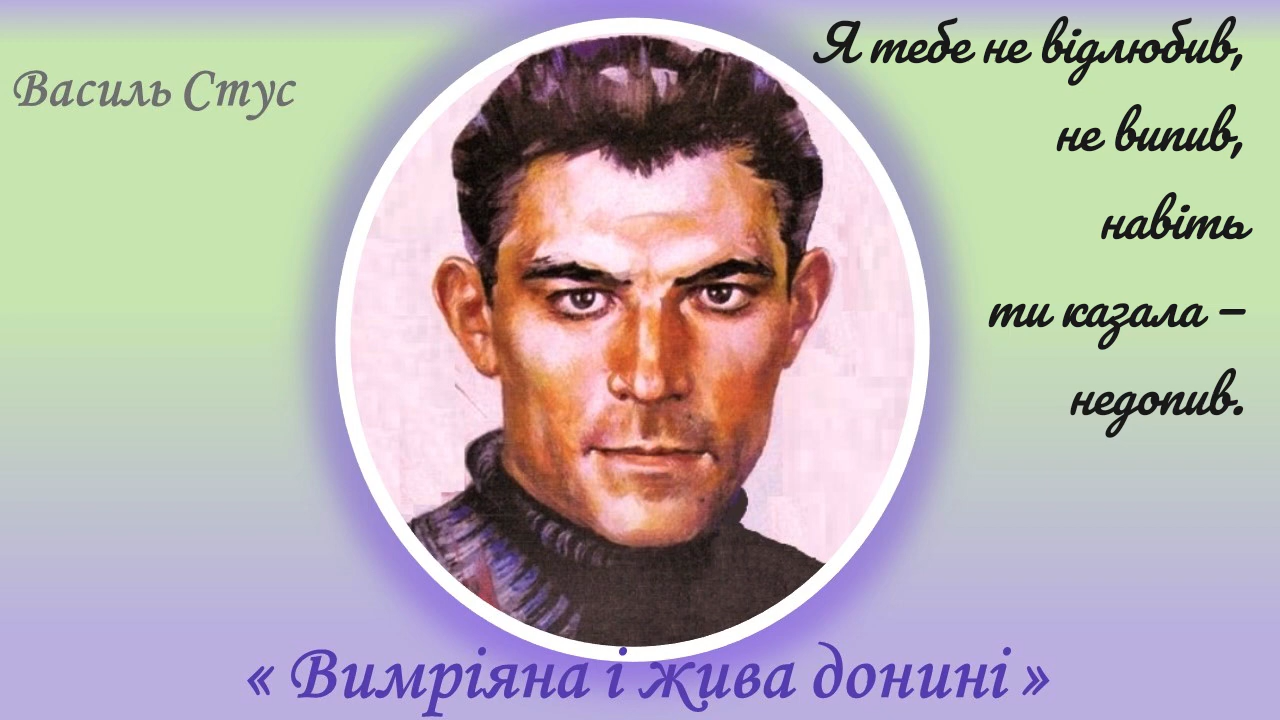 Василь Стус
Я тебе не відлюбив,
не випив,
навіть
ти казала –
недопив.
« Вимріяна і жива донині »